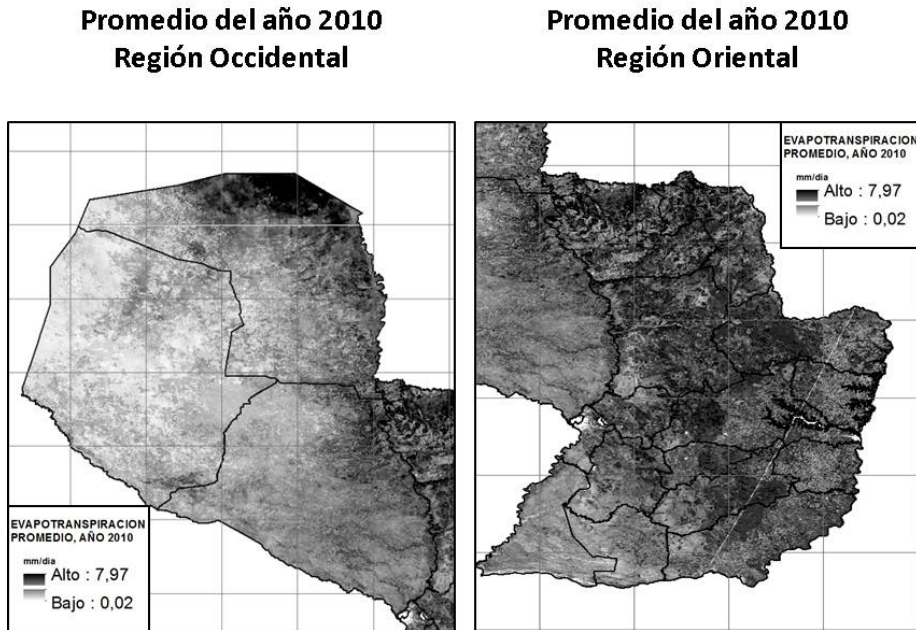 Promedio del año 2010
Región Occidental
Promedio del año 2010
Región Oriental
EVAPOTRANSPIRACION
PROMEDIO, AÑO 2010
mm/dia
Alto : 7,97
Bajo : 0,02
EVAPOTRANSPIRACION
PROMEDIO, AÑO 2010
mm/dia
Alto : 7,97
Bajo : 0,02